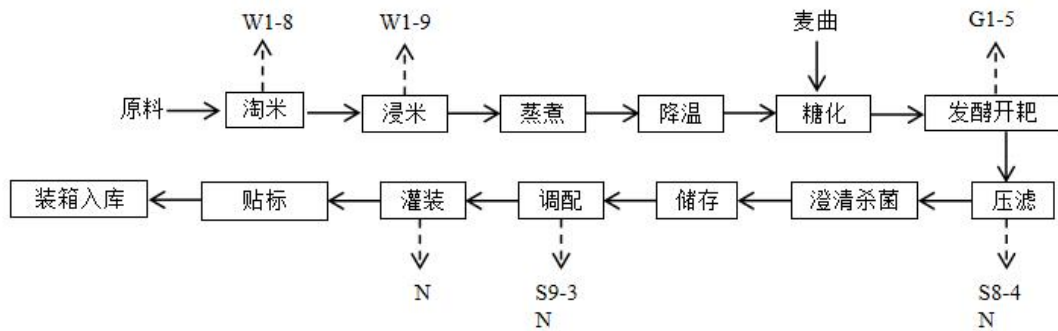 W1-8
W1-9
麦曲
G1-5
原料
淘米
浸米
蒸煮
降温
糖化
发酵开耙
装箱入库
贴标
灌装
调配
储存
澄清杀菌
压滤
N
S9-3
N
S8-4
N